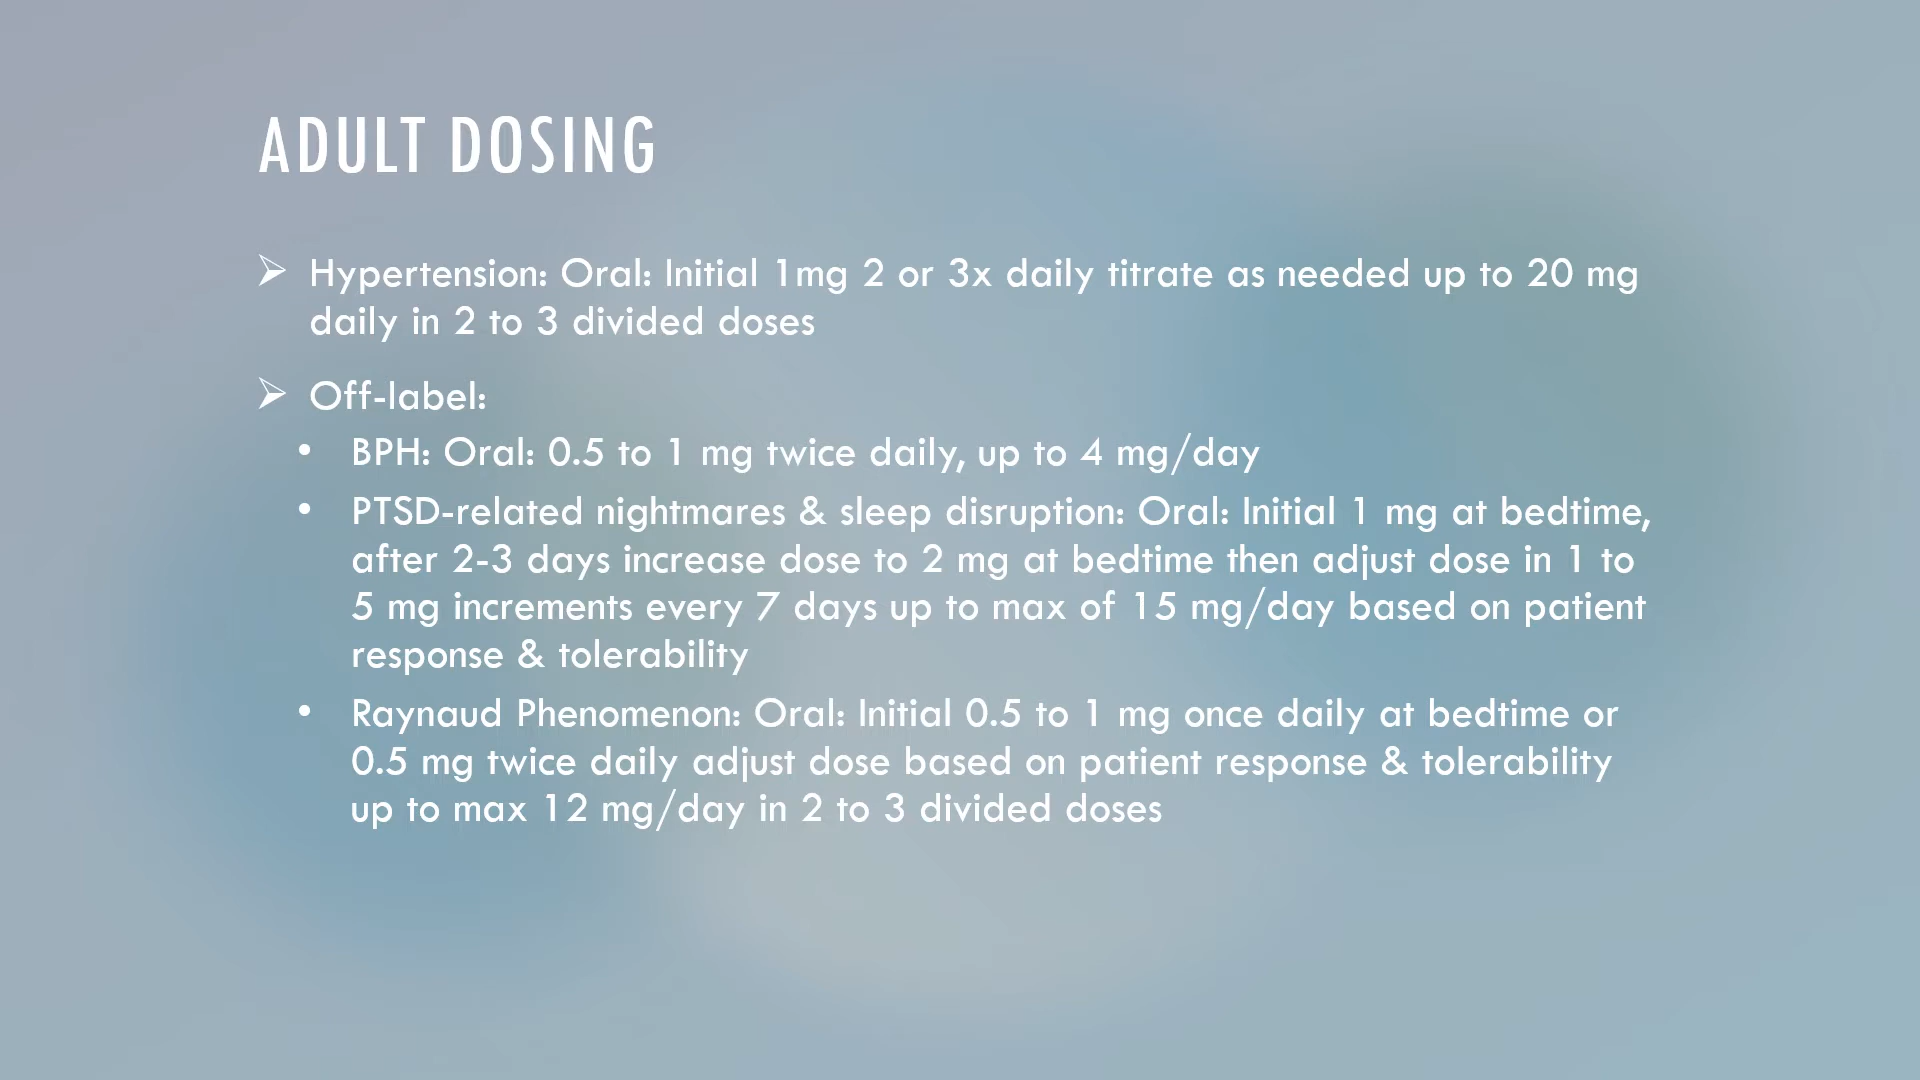 ADULT DOSING
➢ Hypertension: Oral: Initial 1mg 2 or 3x daily titrate as needed up to 20 mg
daily in 2 to 3 divided doses
➢ Off-label:
• BPH: Oral: 0.5 to 1 mg twice daily, up to 4 mg/day
• PTSD-related nightmares & sleep disruption: Oral: Initial 1 mg at bedtime,
after 2-3 days increase dose to 2 mg at bedtime then adjust dose in 1 to
5 mg increments every 7 days up to max of 15 mg/day based on patient
response & tolerability
• Raynaud Phenomenon: Oral: Initial 0.5 to 1 mg once daily at bedtime or
0.5 mg twice daily adjust dose based on patient response & tolerability
up to max 12 mg/day in 2 to 3 divided doses